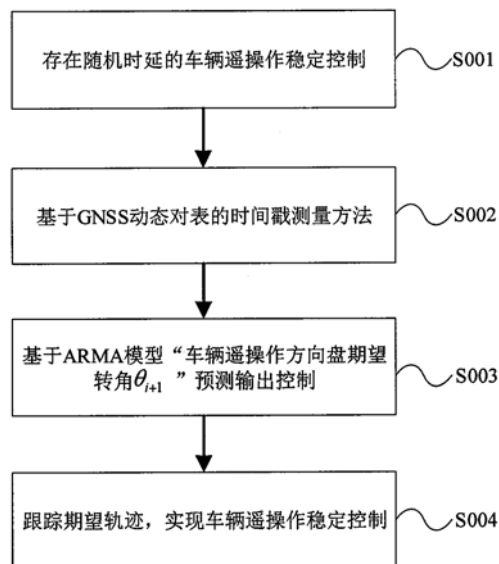 存在随机时延的车辆遥操作稳定控制
S001
基于GNSS动态对表的时间戳测量方法
S002
基于ARMA模型“车辆遥操作方向盘期望
转角θi+1 ”预测输出控制
S003
跟踪期望轨迹，实现车辆遥操作稳定控制
S004